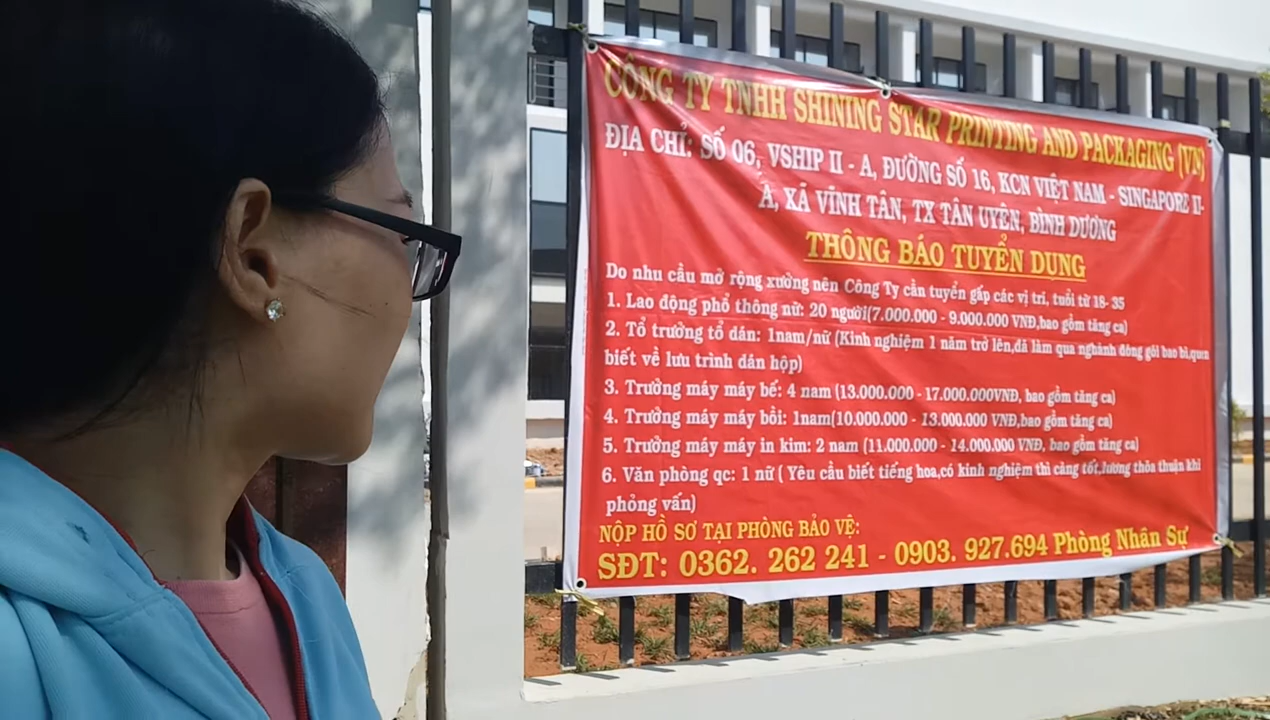 CÔNG TY TNHH SHINING STAR PRINTING AND PACKAGING (VN)
ĐỊA CHỈ: SỐ 06, VSHIP II - A, ĐƯỜNG SỐ 16, KCN VIỆT NAM - SINGAPORE II-
A, XÃ VĨNH TÂN, TX TÂN UYÊN, BÌNH DƯƠNG
THÔNG BÁO TUYỂN DỤNG
Do nhu cầu mở rộng xưởng nên Công Ty cần tuyển gấp các vị trí, tuổi từ 18- 35
1. Lao động phổ thông nữ: 20 người(7.000.000 - 9.000.000 VNĐ,bao gồm tăng ca)
2. Tổ trưởng tổ dán: 1nam/nữ (Kinh nghiệm 1 năm trở lên,đã làm qua nghành đóng gói bao bì,qua
biết về lưu trình dán hộp)
3. Trưởng máy máy bế: 4 nam (13.000.000 - 17.000.000VNĐ, bao gồm tăng ca)
4. Trưởng máy máy bồi: 1nam(10.000.000 - 13.000.000 VNĐ,bao gồm tăng ca)
5. Trưởng máy máy in kim: 2 nam (11.000.000 - 14.000.000 VNĐ, bao gồm tăng ca)
6. Văn phòng qc: 1 nữ ( Yêu cầu biết tiếng hoa,có kinh nghiệm thì càng tốt,lương thỏa thuận khi
phỏng vấn)
NỘP HỒ SƠ TẠI PHÒNG BẢO VỆ:
SĐT: 0362. 262 241 - 0903. 927.694 Phòng Nhân Sự